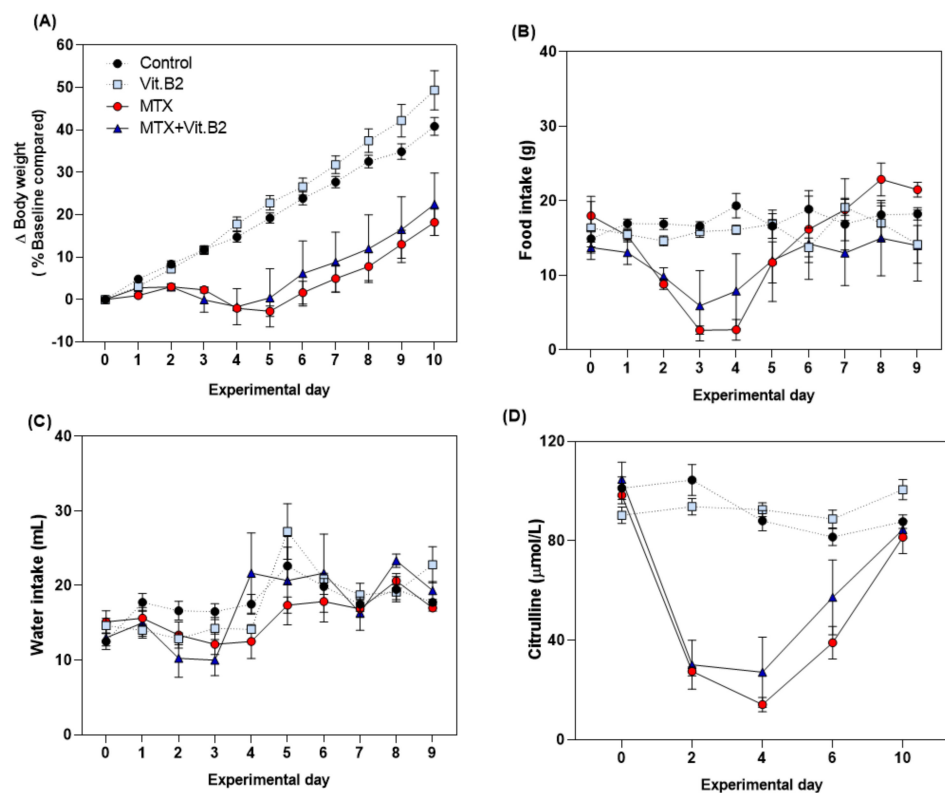 (A)
Δ Body weight
(% Baseline compared)
60
50
40
30
20
10
0
-10
Control
Vit.B2
MTX
MTX+Vit.B2
0 1 2 3 4 5 6 7 8 9 10
Experimental day
(B)
Food intake (g)
40
30
20
10
0
0 1 2 3 4 5 6 7 8 9
Experimental day
(C)
Water intake (mL)
40
30
20
10
0
0 1 2 3 4 5 6 7 8 9
Experimental day
(D)
Citrulline (µmol/L)
120
80
40
0
0 2 4 6 10
Experimental day